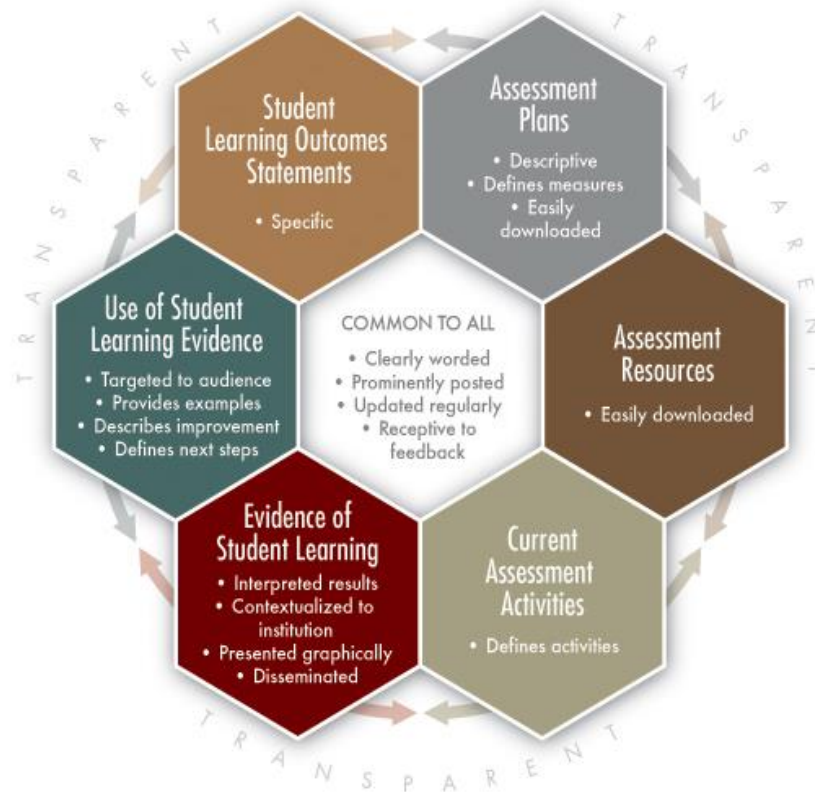 TRANSPARENT
TRANSPARENT
Student
Learning Outcomes
Statements
• Specific
Assessment
Plans
• Descriptive
• Defines measures
• Easily
downloaded
Use of Student
Learning Evidence
• Targeted to audience
• Provides examples
• Describes improvement
• Defines next steps
COMMON TO ALL
• Clearly worded
• Prominently posted
• Updated regularly
• Receptive to
feedback
Assessment
Resources
• Easily downloaded
Evidence of
Student Learning
• Interpreted results
• Contextualized to
institution
• Presented graphically
• Disseminated
Current
Assessment
Activities
• Defines activities
TRANSPARENT